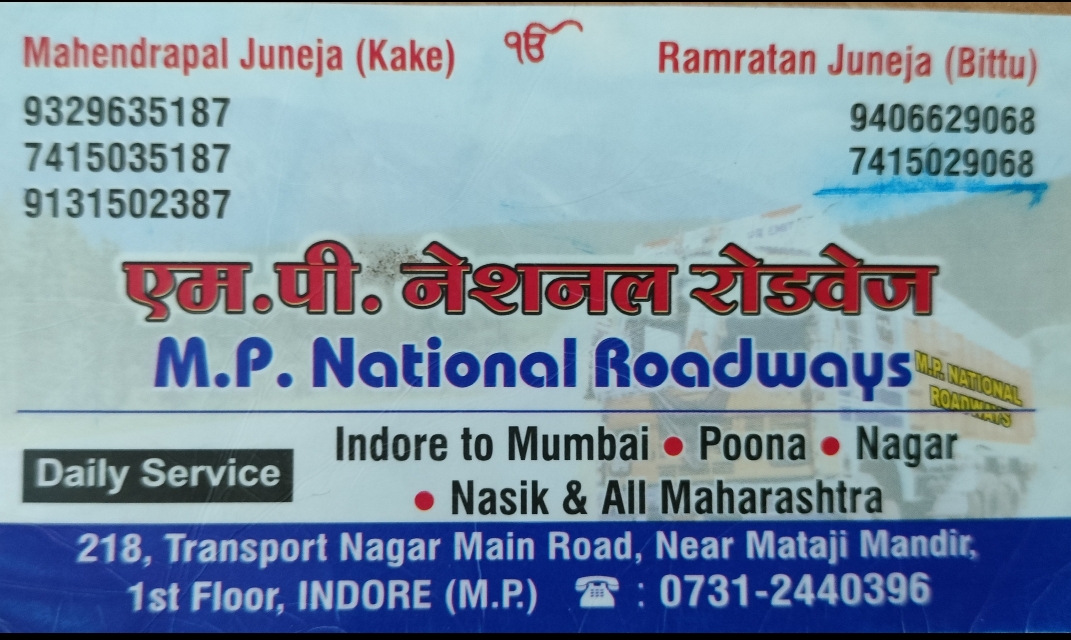 ੴ
Mahendrapal Juneja (Kake)
9329635187
7415035187
9131502387
Ramratan Juneja (Bittu)
9406629068
7415029068
एम.पी. नेशनल रोडवेज
M.P. National Roadways
M.P. NATIONAL
ROADWAYS
Daily Service
Indore to Mumbai ● Poona ● Nagar
● Nasik & All Maharashtra
218, Transport Nagar Main Road, Near Mataji Mandir,
1st Floor, INDORE (M.P.) ☎ : 0731-2440396